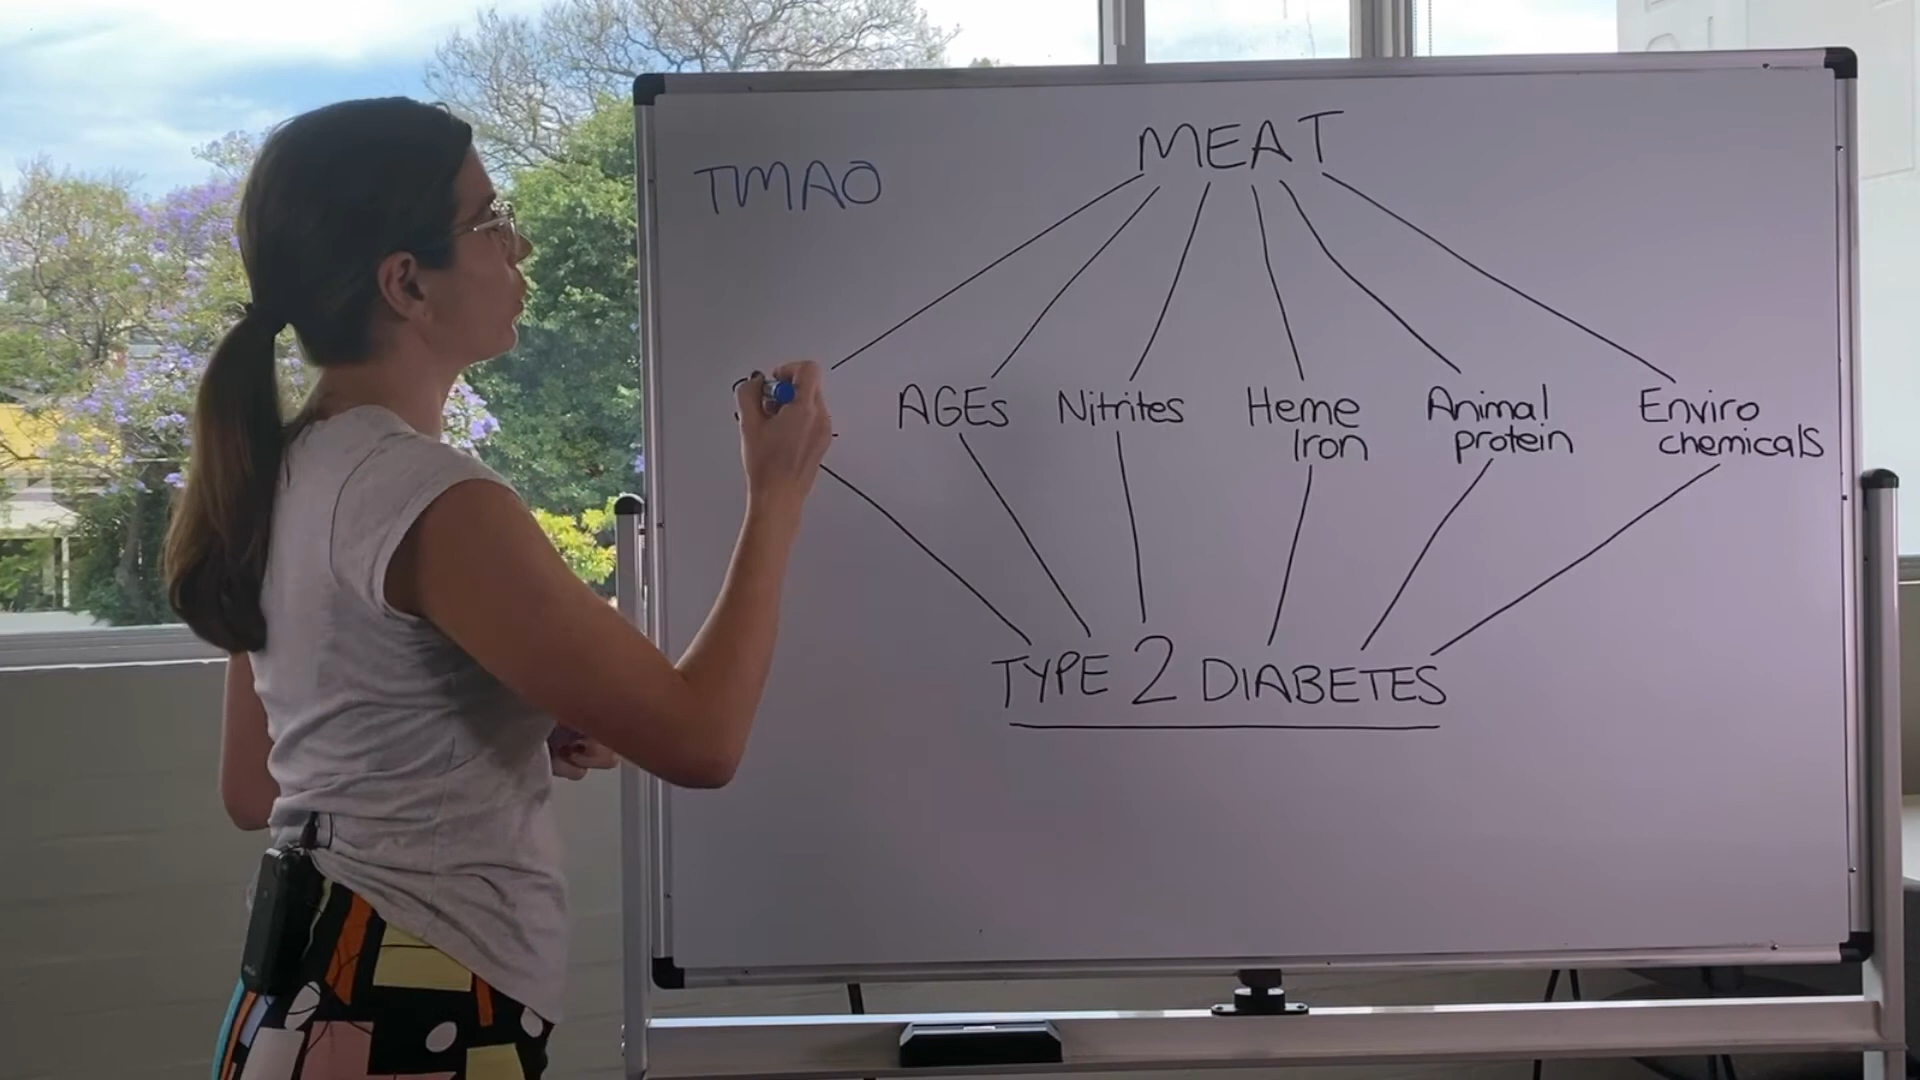 MEAT
TMAO
AGEs
Nitrites
Heme
Iron
Animal
protein
Enviro
chemicals
TYPE 2 DIABETES